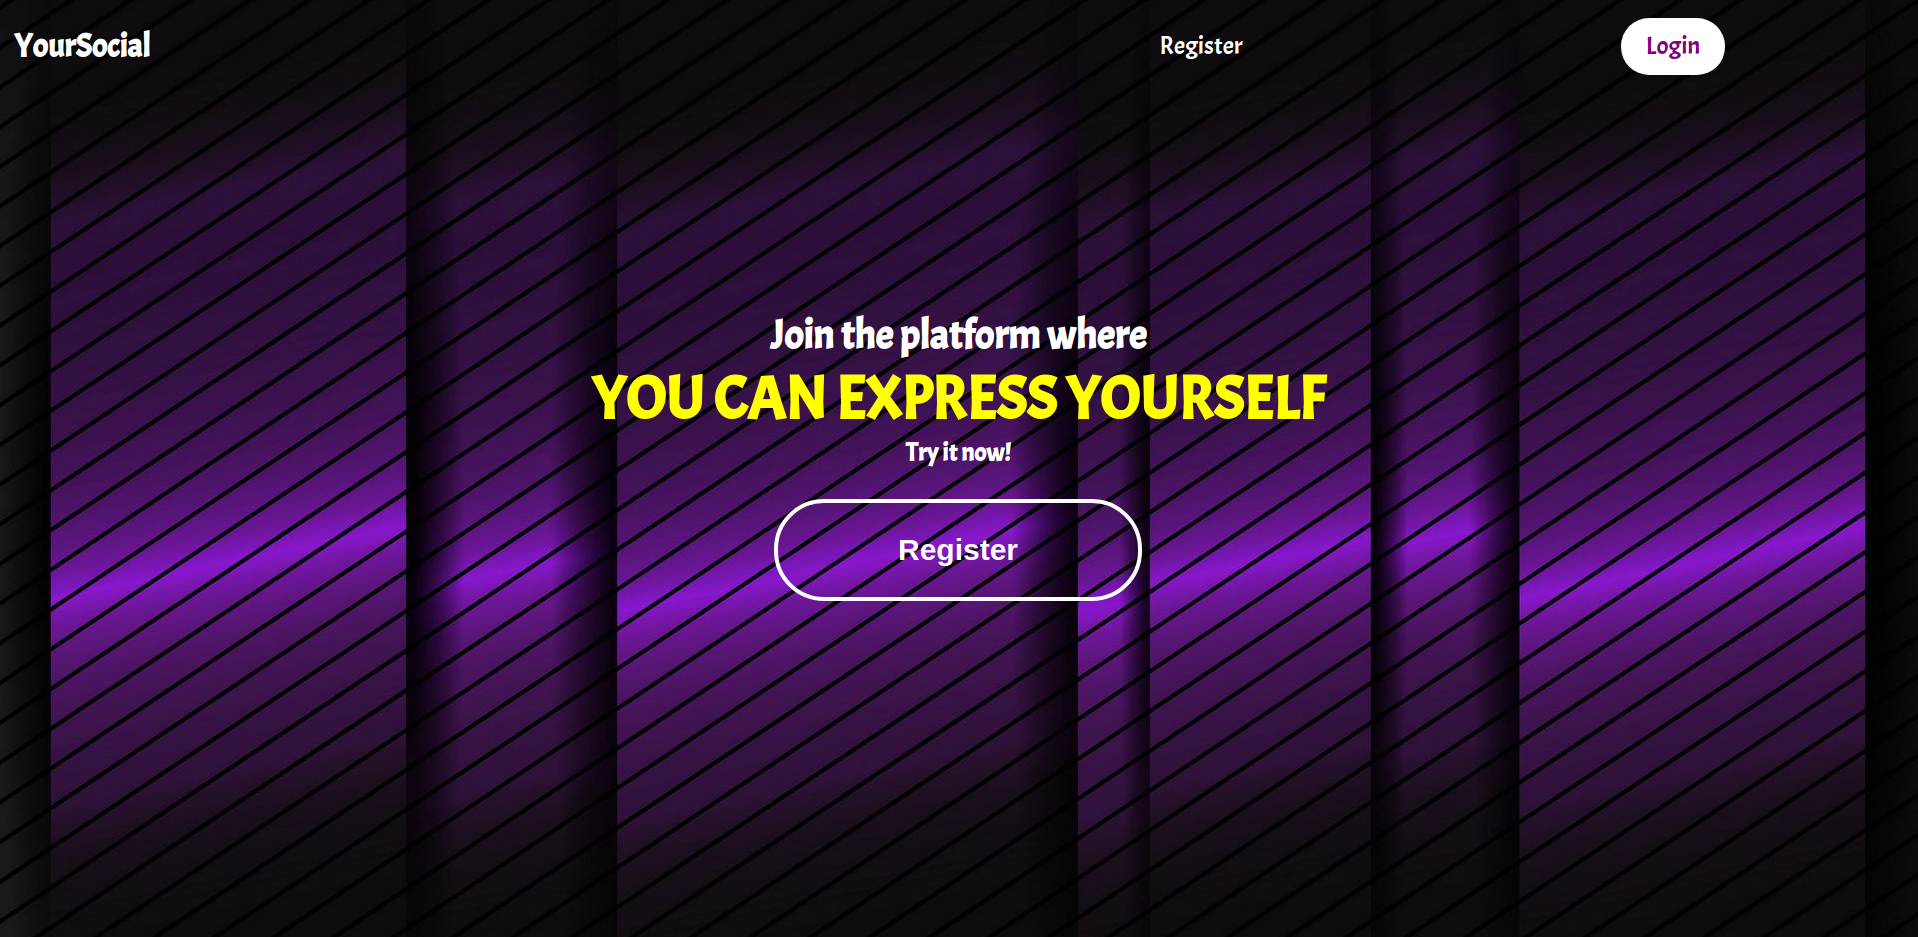 YourSocial
Register
Login
Join the platform where
YOU CAN EXPRESS YOURSELF
Try it now!
Register